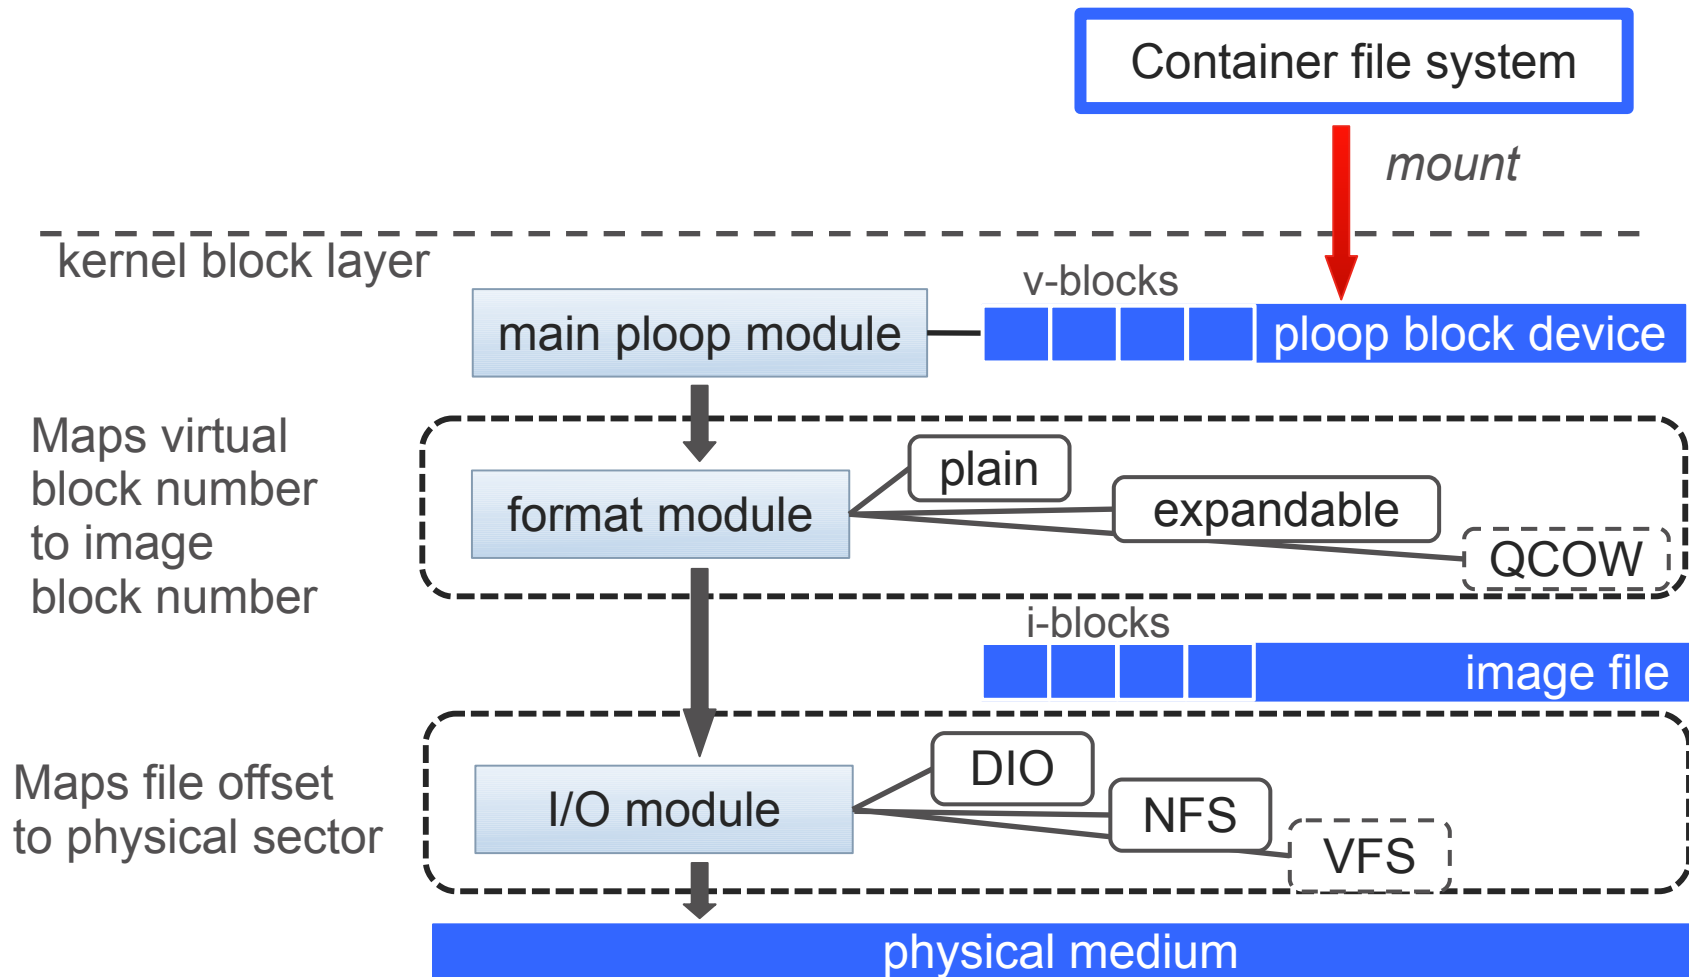 Container file system
mount
kernel block layer
v-blocks
main ploop module
ploop block device
Maps virtual
block number
to image
block number
plain
format module
expandable
QCOW
i-blocks
image file
Maps file offset
to physical sector
DIO
I/O module
NFS
VFS
physical medium